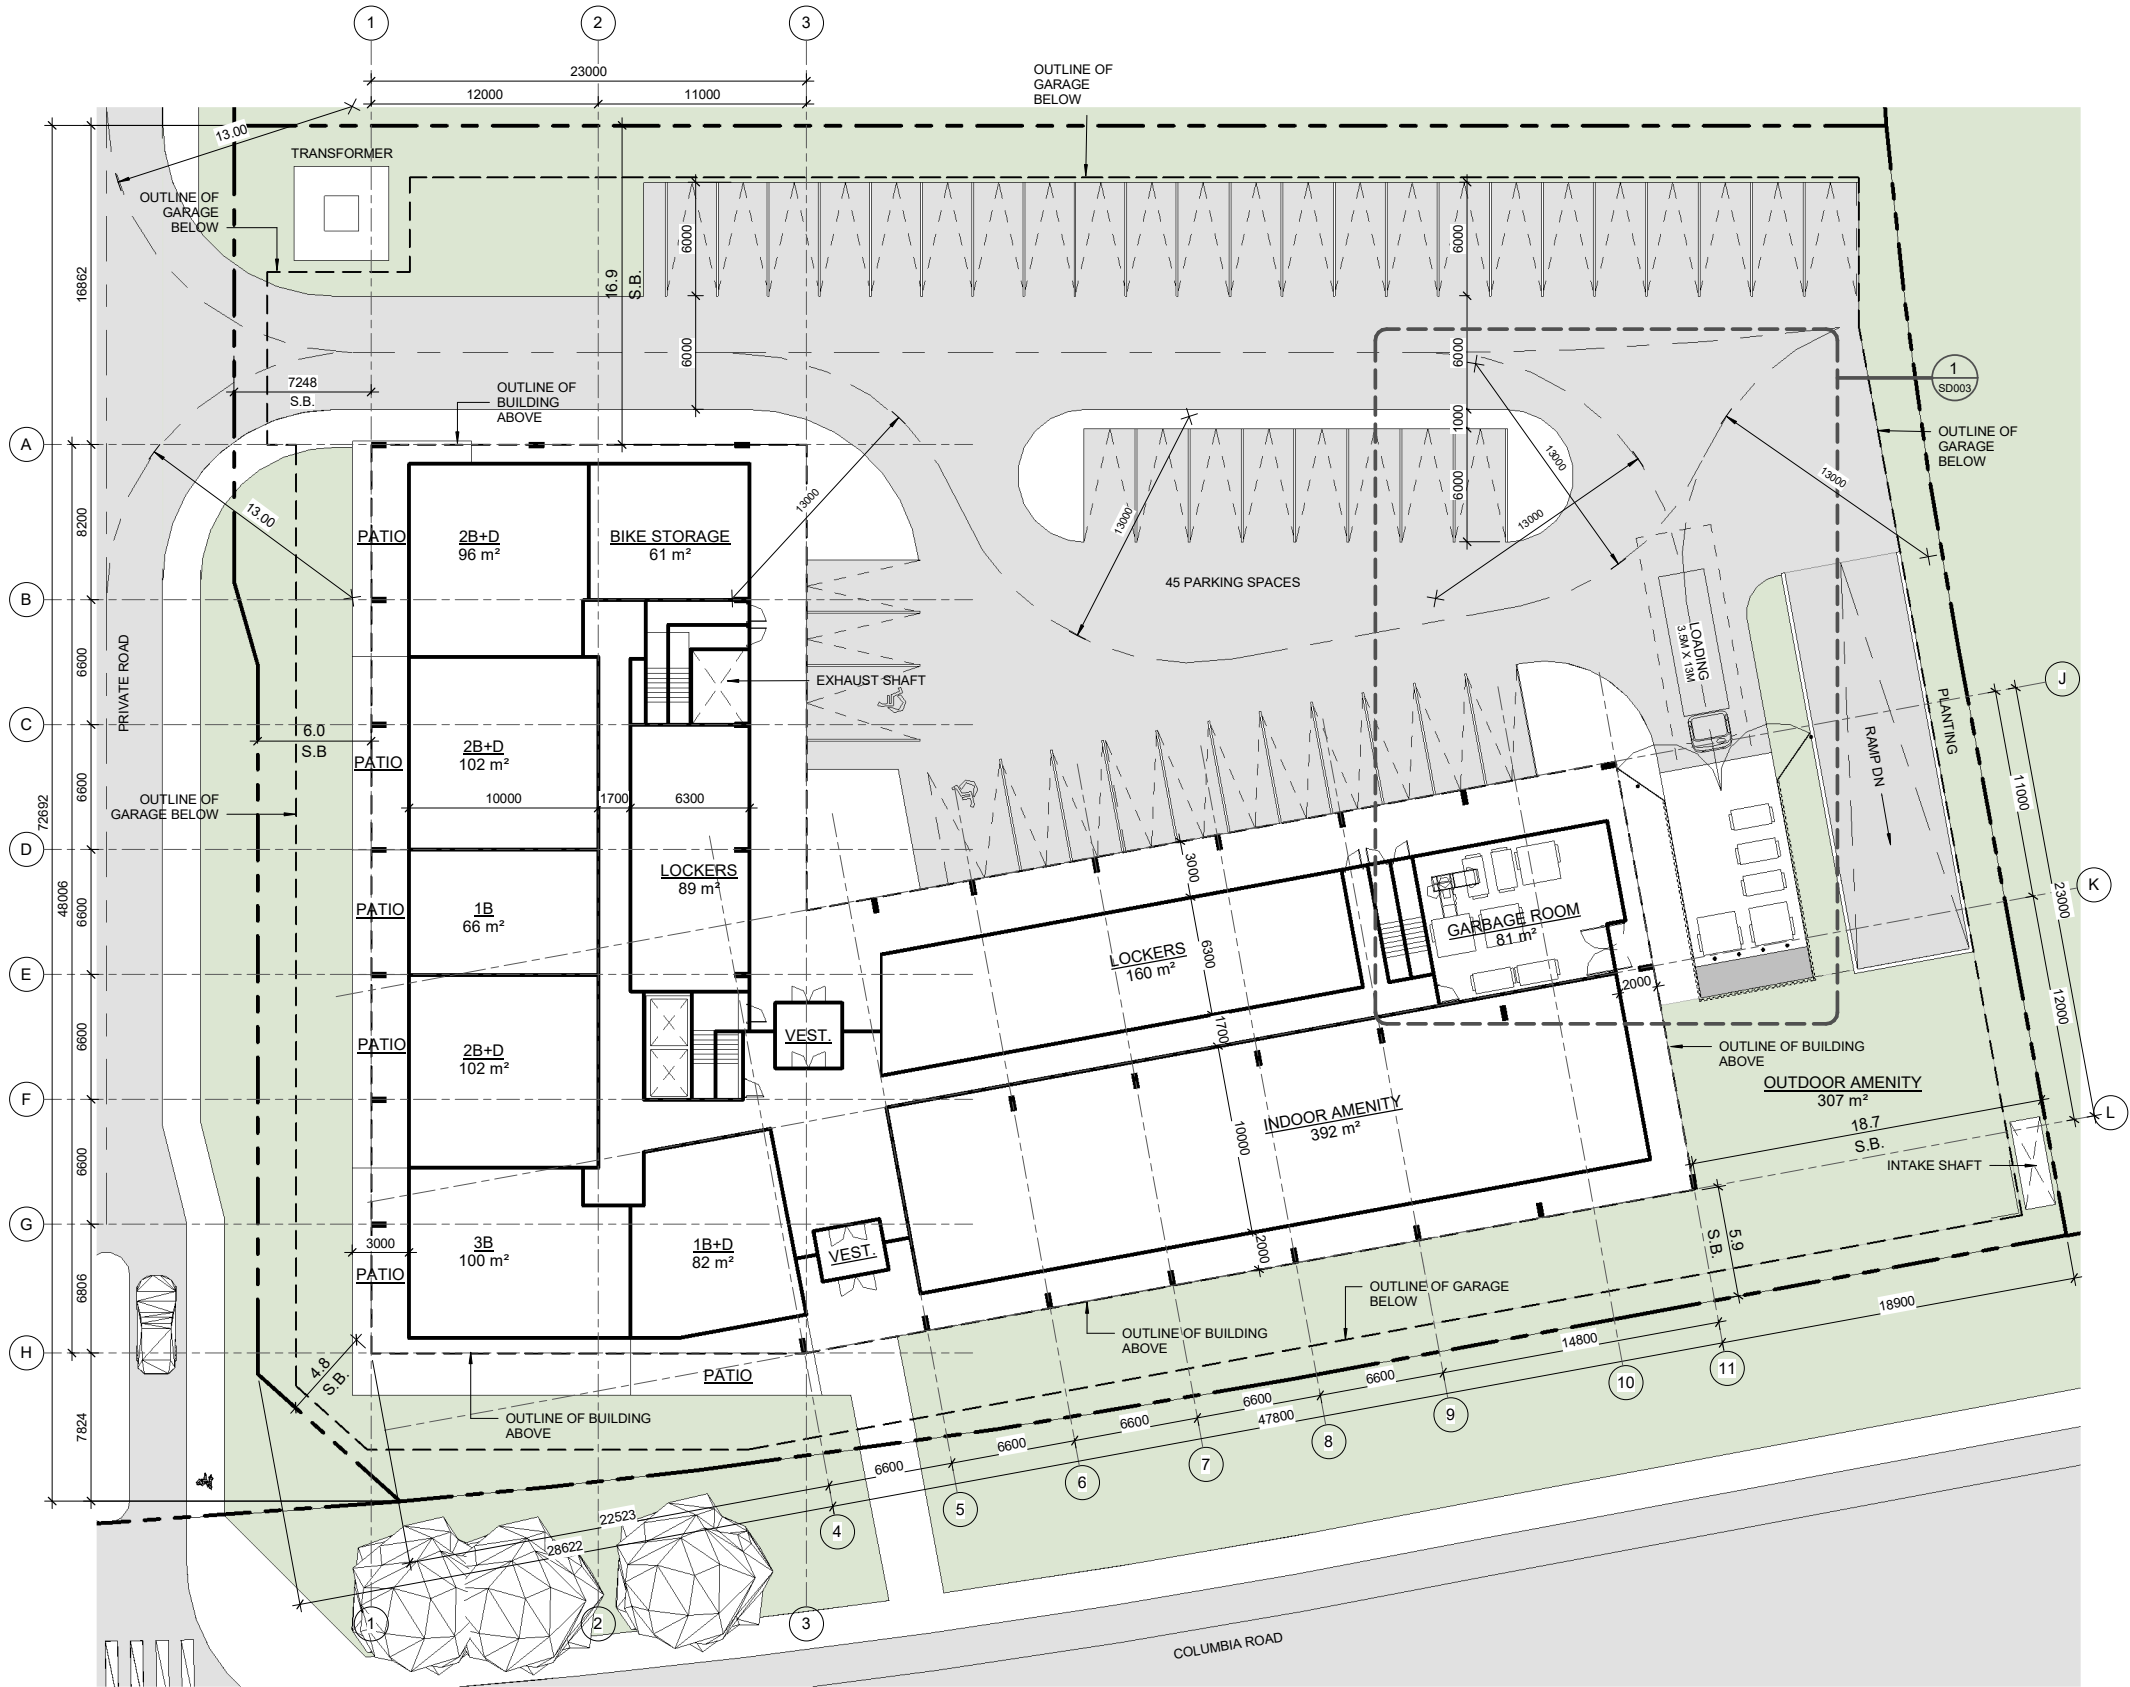 1
2
3
23000
12000
11000
OUTLINE OF
GARAGE
BELOW
13.00
TRANSFORMER
OUTLINE OF
GARAGE
BELOW
16862
16.9
S.B.
6000
6000
6000
6000
1000
6000
7248
S.B.
OUTLINE OF
BUILDING
ABOVE
1
SD003
OUTLINE OF
GARAGE
BELOW
A
B
C
D
E
F
G
H
72692
48006
8200
6600
6600
6600
6600
6600
6806
7824
13.00
13000
13000
13000
13000
13000
PATIO
2B+D
96 m²
BIKE STORAGE
61 m²
45 PARKING SPACES
PRIVATE ROAD
EXHAUST SHAFT
LOADING
3.5M X 13M
PLANTING
RAMP DN
J
K
L
11000
23000
12000
6.0
S.B
PATIO
2B+D
102 m²
OUTLINE OF
GARAGE BELOW
10000
1700
6300
LOCKERS
89 m²
PATIO
1B
66 m²
3000
LOCKERS
160 m²
6300
GARBAGE ROOM
81 m²
2000
1700
VEST.
PATIO
2B+D
102 m²
OUTLINE OF BUILDING
ABOVE
OUTDOOR AMENITY
307 m²
18.7
S.B.
INTAKE SHAFT
INDOOR AMENITY
392 m²
10000
2000
5.9
S.B.
3000
PATIO
3B
100 m²
1B+D
82 m²
VEST.
OUTLINE OF GARAGE
BELOW
OUTLINE OF BUILDING
ABOVE
4.8
S.B.
PATIO
OUTLINE OF BUILDING
ABOVE
18900
14800
6600
6600
47800
6600
6600
6600
22523
28622
4
5
6
7
8
9
10
11
1
2
3
COLUMBIA ROAD